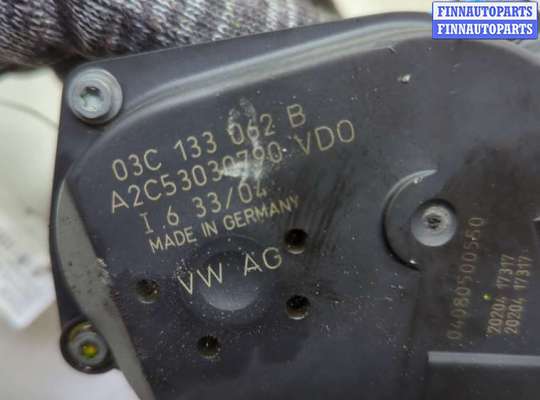 FINNAUTOPARTS
FINNAUTOPARTS
03C 133 062 B
A2C53030790 VDO
I 6 33/04
MADE IN GERMANY
VW AG
04080500550
20204 17317
20204 17317